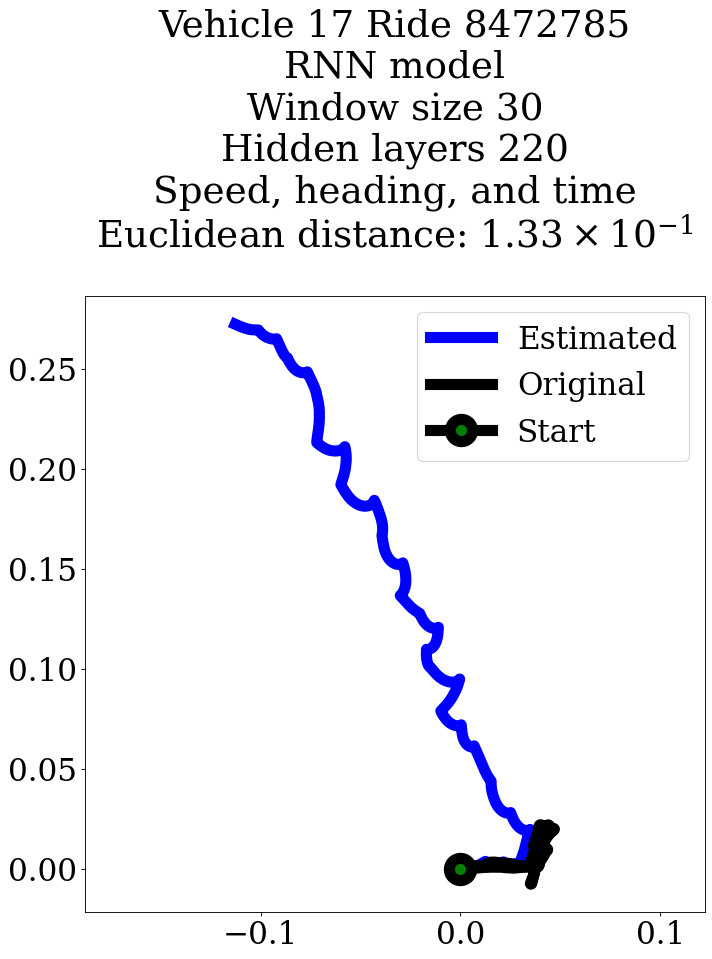 Vehicle 17 Ride 8472785
RNN model
Window size 30
Hidden layers 220
Speed, heading, and time
Euclidean distance: 1.33 × 10⁻¹
Estimated
Original
Start
0.25
0.20
0.15
0.10
0.05
0.00
−0.1
0.0
0.1